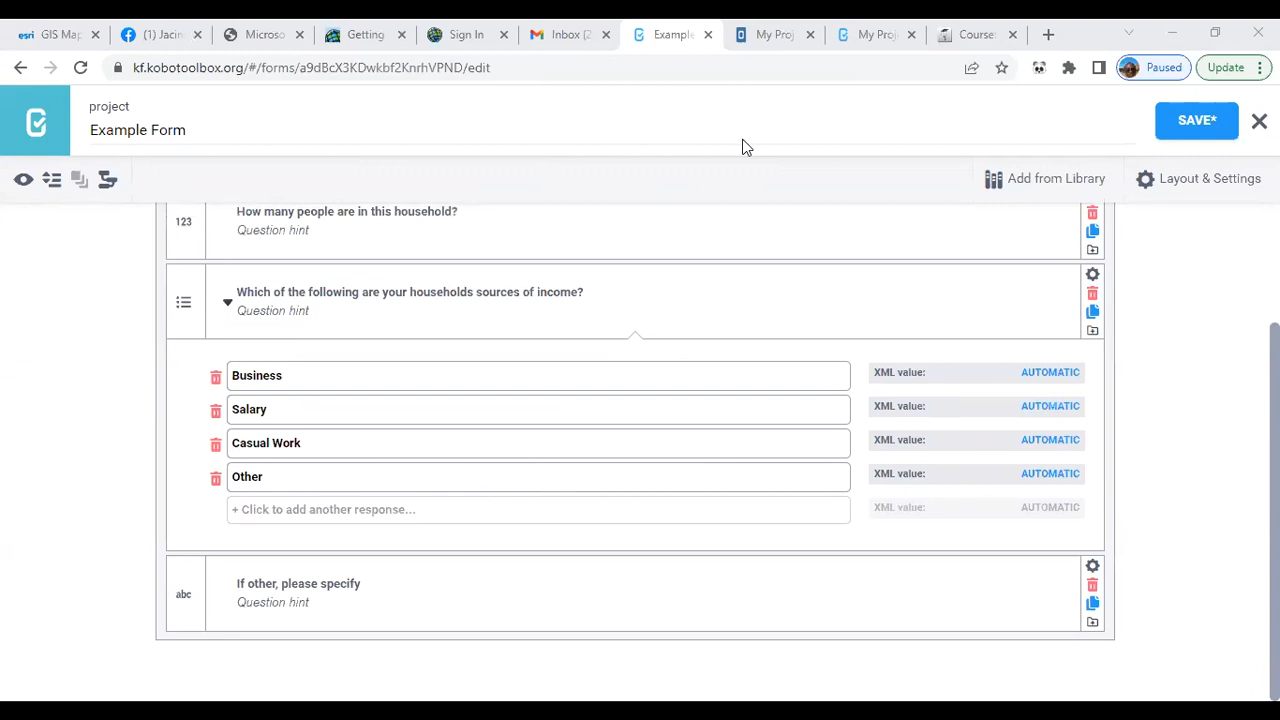 esri GIS Map
(1) Jacin
Microso
Getting
Sign In
Inbox (2
Example
My Proj
My Proj
Course:
kf.kobotoolbox.org/#/forms/a9dBcX3KDwkbf2KnrhVPND/edit
Paused
Update
project
Example Form
SAVE*
Add from Library
Layout & Settings
123
How many people are in this household?
Question hint
Which of the following are your households sources of income?
Question hint
Business
XML value: AUTOMATIC
Salary
XML value: AUTOMATIC
Casual Work
XML value: AUTOMATIC
Other
XML value: AUTOMATIC
+ Click to add another response...
XML value: AUTOMATIC
abc
If other, please specify
Question hint